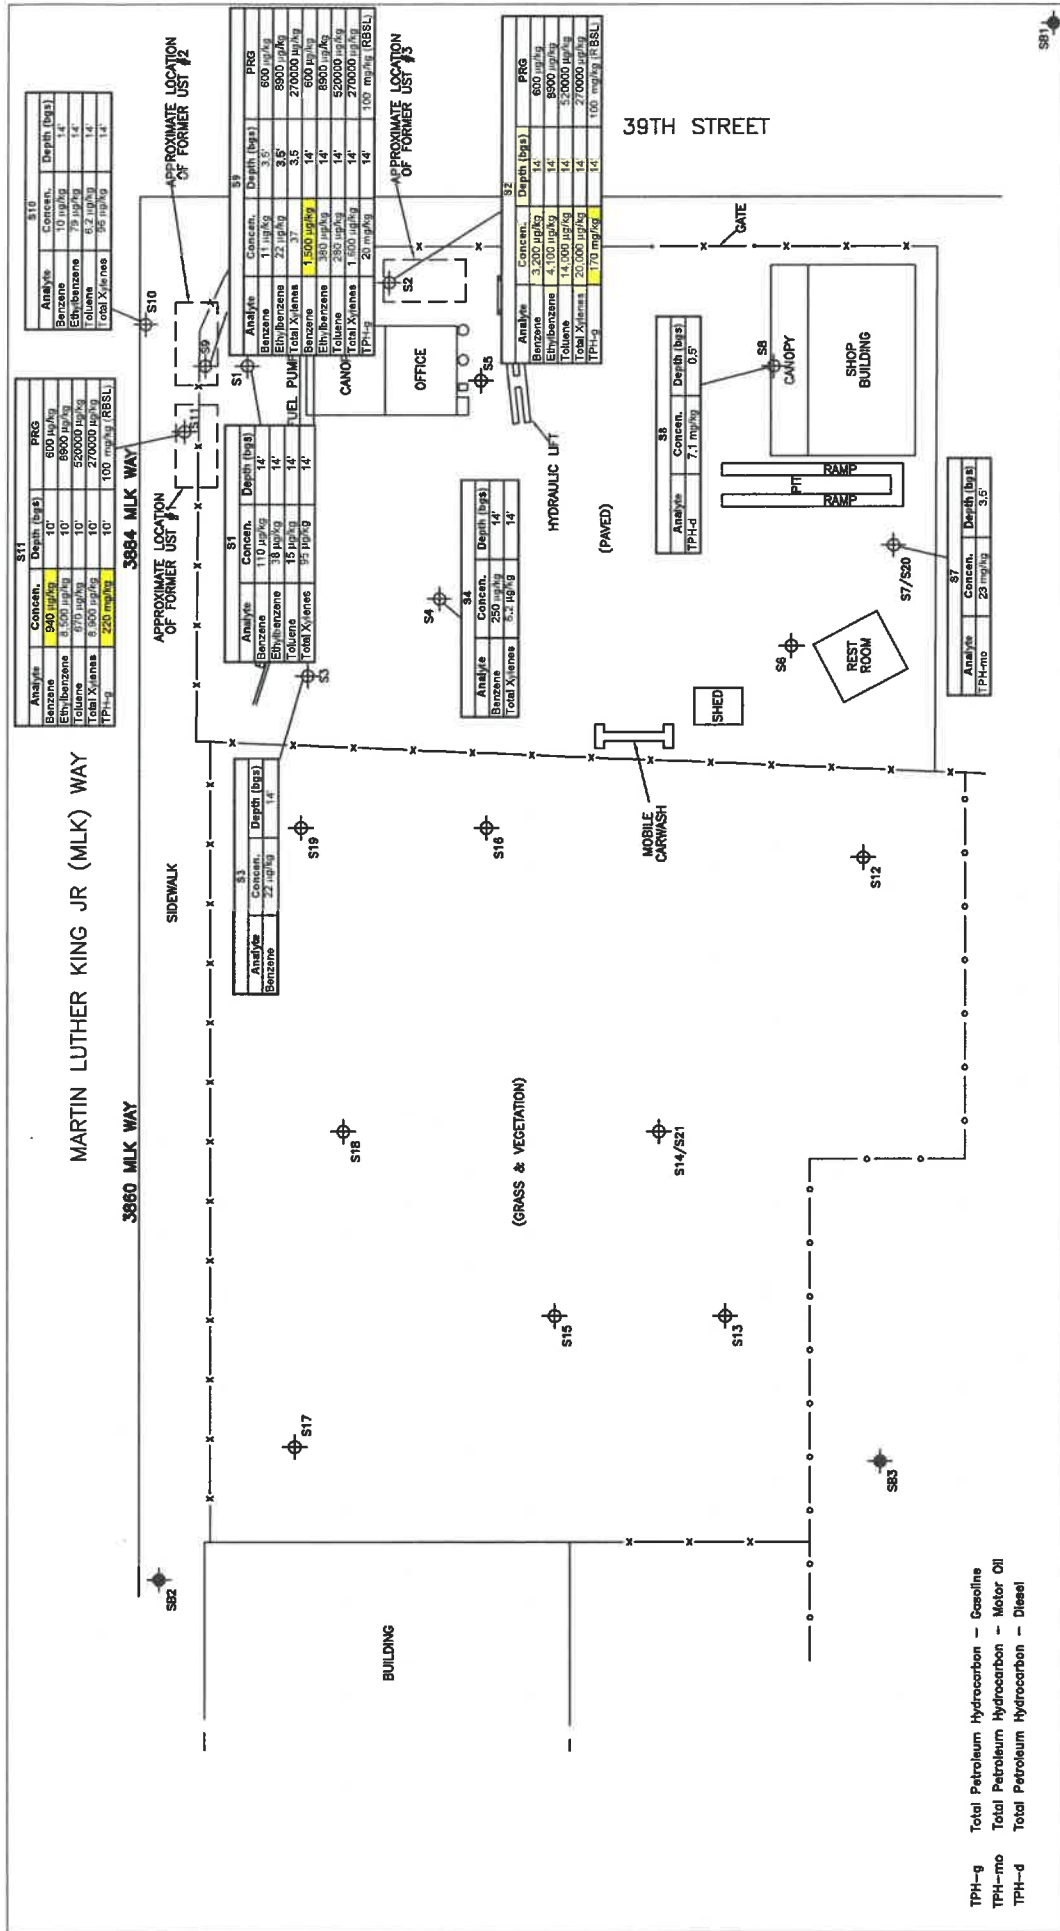 MARTIN LUTHER KING JR (MLK) WAY
39TH STREET
3860 MLK WAY
3884 MLK WAY
SIDEWALK
S11
Analyte Concen. Depth (bgs) PRG
Benzene 940 µg/kg 10' 600 µg/kg
Ethylbenzene 8,500 µg/kg 10' 8900 µg/kg
Toluene 670 µg/kg 10' 520000 µg/kg
Total Xylenes 8,900 µg/kg 10' 270000 µg/kg
TPH-g 220 mg/kg 10' 100 mg/kg (RBSL)
S10
Analyte Concen. Depth (bgs)
Benzene 10 µg/kg 14'
Ethylbenzene 79 µg/kg 14'
Toluene 6.2 µg/kg 14'
Total Xylenes 96 µg/kg 14'
APPROXIMATE LOCATION
OF FORMER UST #1
APPROXIMATE LOCATION
OF FORMER UST #2
APPROXIMATE LOCATION
OF FORMER UST #3
S9
Analyte Concen. Depth (bgs) PRG
Benzene 11 µg/kg 3.5' 600 µg/kg
Ethylbenzene 22 µg/kg 3.5' 8900 µg/kg
Total Xylenes 37 3.5 270000 µg/kg
Benzene 1,500 µg/kg 14' 600 µg/kg
Ethylbenzene 380 µg/kg 14' 8900 µg/kg
Toluene 280 µg/kg 14' 520000 µg/kg
Total Xylenes 1,600 µg/kg 14' 270000 µg/kg
TPH-g 20 mg/kg 14' 100 mg/kg (RBSL)
S1
Analyte Concen. Depth (bgs)
Benzene 110 µg/kg 14'
Ethylbenzene 38 µg/kg 14'
Toluene 15 µg/kg 14'
Total Xylenes 95 µg/kg 14'
S3
Analyte Concen. Depth (bgs)
Benzene 22 µg/kg 14'
S2
Analyte Concen. Depth (bgs) PRG
Benzene 3,200 µg/kg 14' 600 µg/kg
Ethylbenzene 4,100 µg/kg 14' 8900 µg/kg
Toluene 14,000 µg/kg 14' 520000 µg/kg
Total Xylenes 20,000 µg/kg 14' 270000 µg/kg
TPH-g 170 mg/kg 14' 100 mg/kg (RBSL)
S4
Analyte Concen. Depth (bgs)
Benzene 250 µg/kg 14'
Total Xylenes 6.2 µg/kg 14'
S8
Analyte Concen. Depth (bgs)
TPH-d 7.1 mg/kg 0.5'
S7
Analyte Concen. Depth (bgs)
TPH-mo 23 mg/kg 3.5'
S10
S11
S9
S1
S3
FUEL PUMP
CANOP
OFFICE
S2
S5
S4
HYDRAULIC LIFT
(PAVED)
GATE
S8
CANOPY
SHOP
BUILDING
RAMP
PIT
RAMP
S7/S20
S6
REST
ROOM
SHED
MOBILE
CARWASH
S19
S16
S12
S18
(GRASS & VEGETATION)
S14/S21
S15
S13
S17
SB1
SB2
SB3
BUILDING
TPH-g Total Petroleum Hydrocarbon – Gasoline
TPH-mo Total Petroleum Hydrocarbon – Motor Oil
TPH-d Total Petroleum Hydrocarbon – Diesel